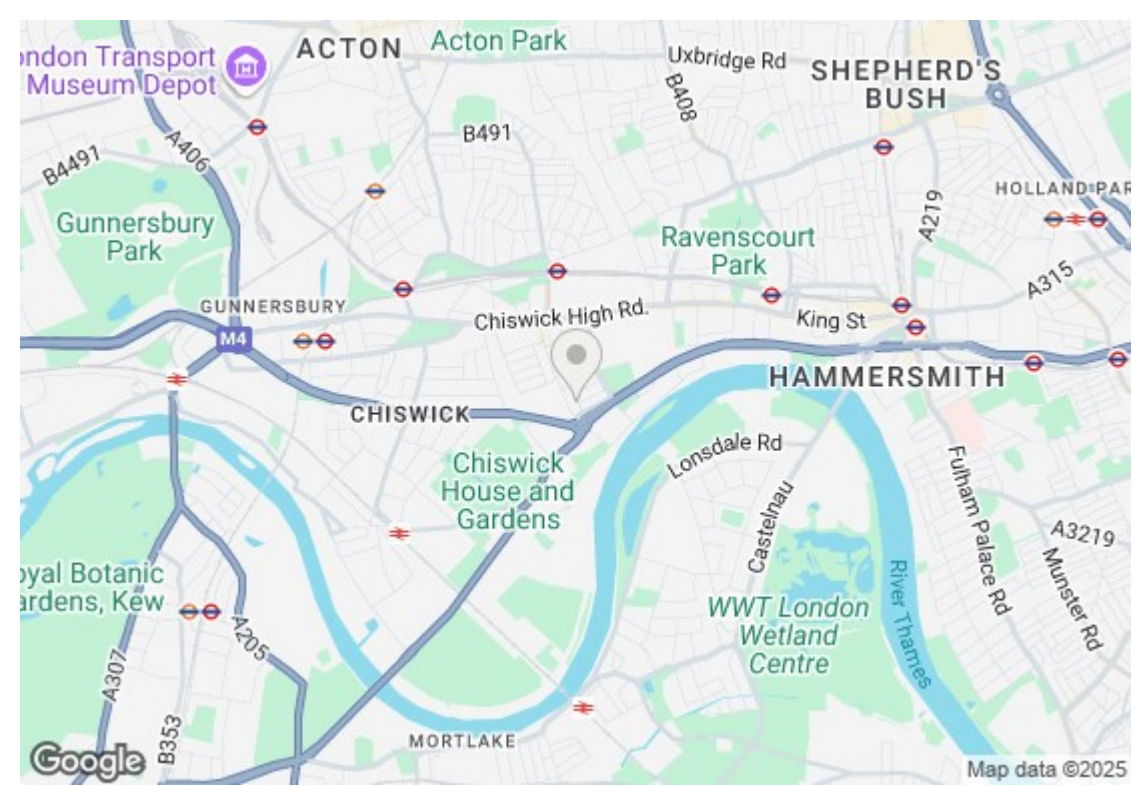 ACTON
Acton Park
ondon Transport
Museum Depot
Uxbridge Rd
SHEPHERD'S
BUSH
B408
B491
A406
B4491
HOLLAND PAR
A219
Gunnersbury
Park
Ravenscourt
Park
A315
GUNNERSBURY
Chiswick High Rd.
King St
M4
HAMMERSMITH
CHISWICK
Lonsdale Rd
Chiswick
House and
Gardens
Fulham Palace Rd
Castelnau
A3219
Munster Rd
oyal Botanic
ardens, Kew
River Thames
WWT London
Wetland
Centre
A205
A307
B353
MORTLAKE
Google
Map data ©2025